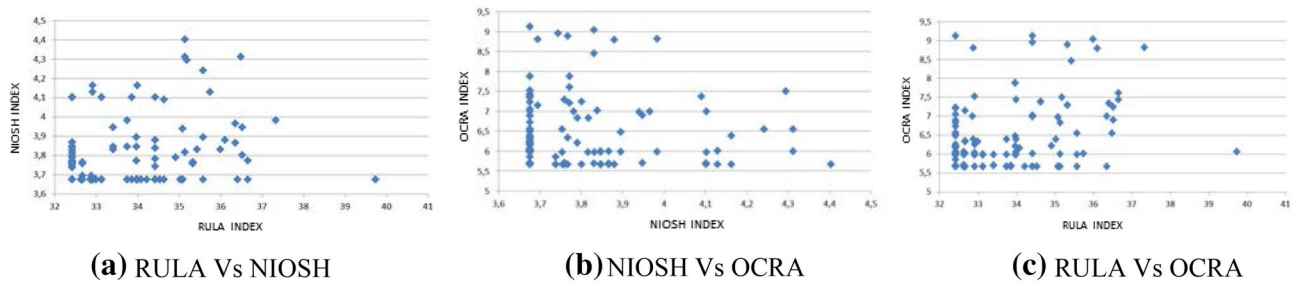 4,5
4,4
4,3
4,2
4,1
4
3,9
3,8
3,7
3,6
NIOSH INDEX
32 33 34 35 36 37 38 39 40 41
RULA INDEX
(a) RULA Vs NIOSH
9,5
9
8,5
8
7,5
7
6,5
6
5,5
5
OCRA INDEX
3,6 3,7 3,8 3,9 4 4,1 4,2 4,3 4,4 4,5
NIOSH INDEX
(b) NIOSH Vs OCRA
9,5
9
8,5
8
7,5
7
6,5
6
5,5
5
OCRA INDEX
32 33 34 35 36 37 38 39 40 41
RULA INDEX
(c) RULA Vs OCRA